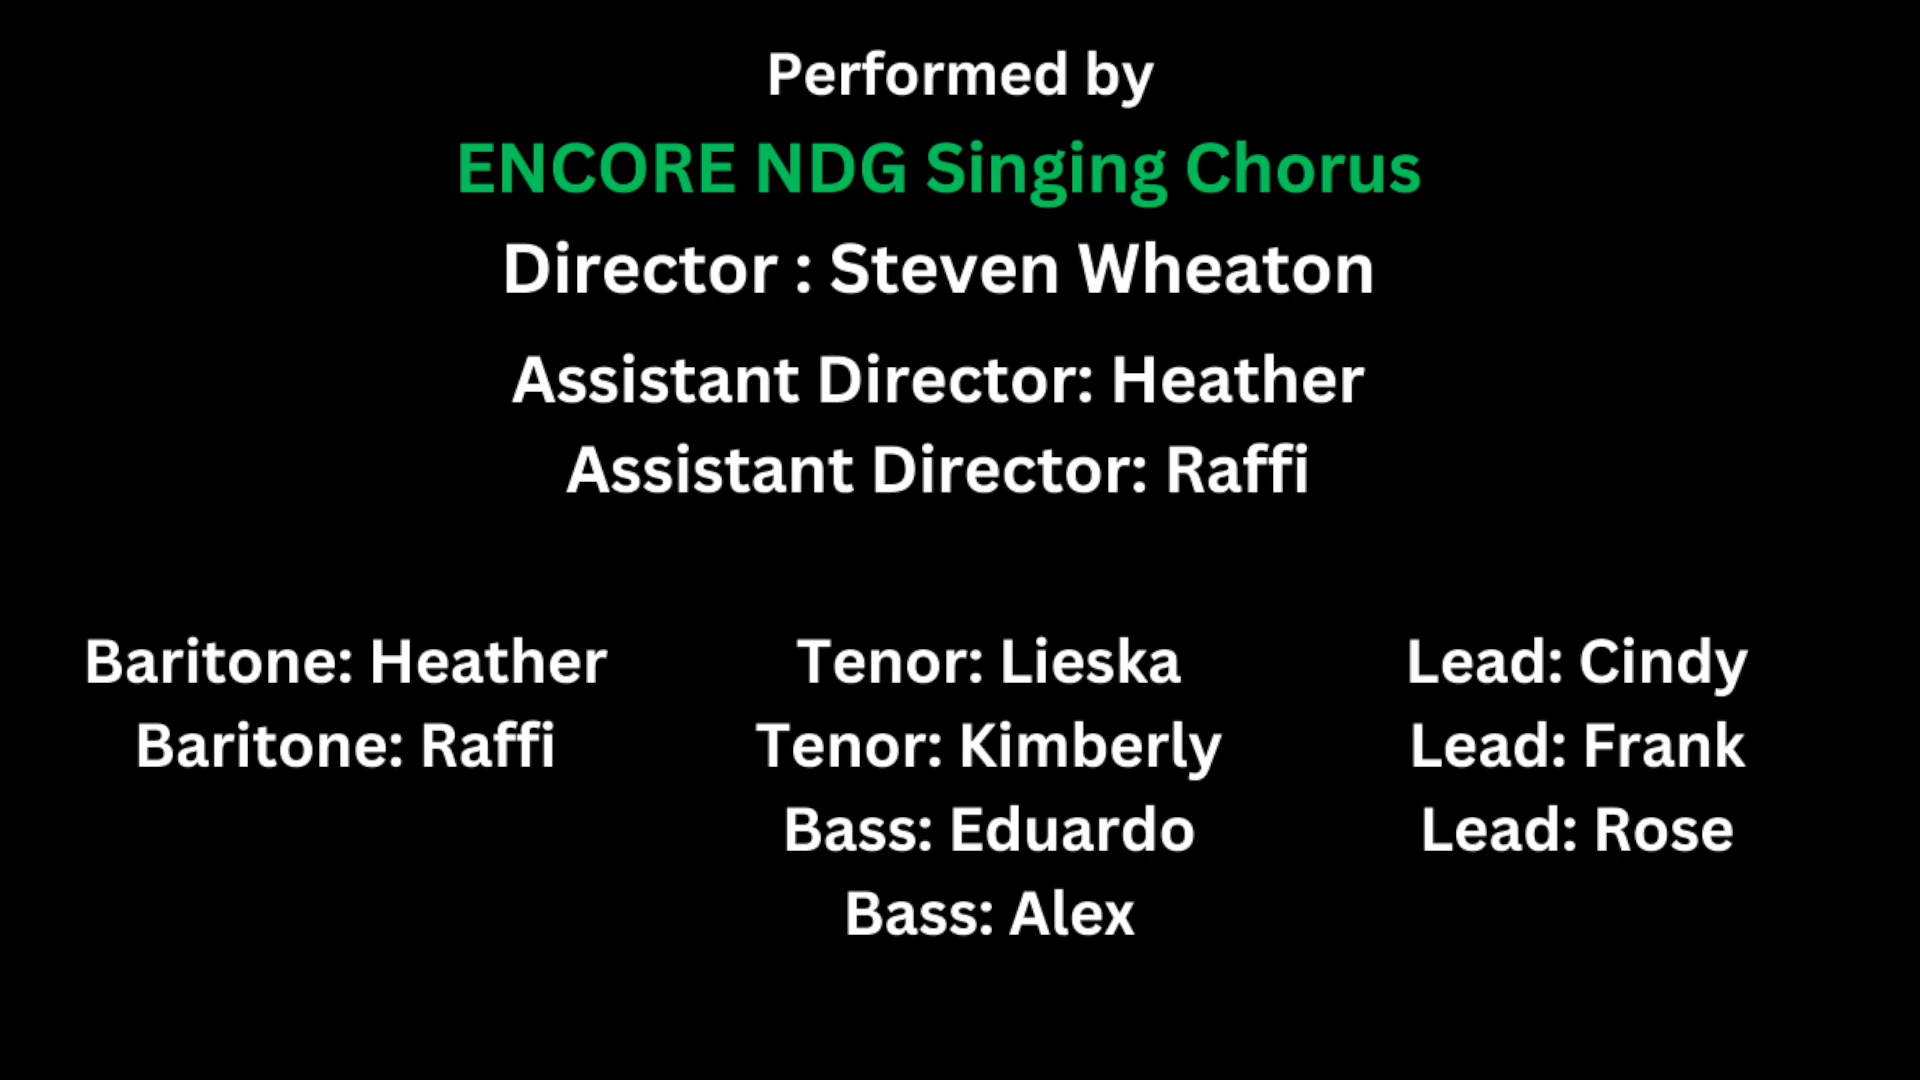 Performed by
ENCORE NDG Singing Chorus
Director : Steven Wheaton
Assistant Director: Heather
Assistant Director: Raffi
Baritone: Heather
Baritone: Raffi
Tenor: Lieska
Tenor: Kimberly
Bass: Eduardo
Bass: Alex
Lead: Cindy
Lead: Frank
Lead: Rose